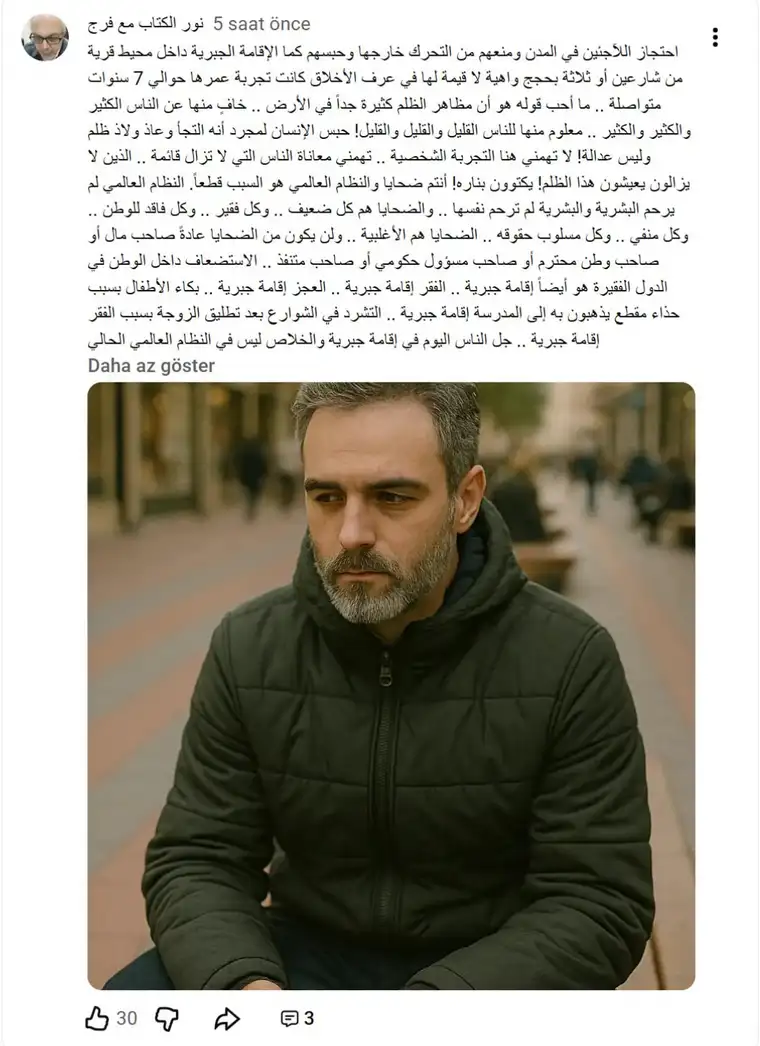 نور الكتاب مع فرج 5 saat önce
احتجاز اللآجئين في المدن ومنعهم من التحرك خارجها وحبسهم كما الإقامة الجبرية داخل محيط قرية
من شارعين أو ثلاثة بحجج واهية لا قيمة لها في عرف الأخلاق كانت تجربة عمرها حوالي 7 سنوات
متواصلة .. ما أحب قوله هو أن مظاهر الظلم كثيرة جداً في الأرض .. خافٍ منها عن الناس الكثير
والكثير والكثير .. معلوم منها للناس القليل والقليل والقليل! حبس الإنسان لمجرد أنه التجأ وعاذ ولاذ ظلم
وليس عدالة! لا تهمني هنا التجربة الشخصية .. تهمني معاناة الناس التي لا تزال قائمة .. الذين لا
يزالون يعيشون هذا الظلم! يكتوون بناره! أنتم ضحايا والنظام العالمي هو السبب قطعاً. النظام العالمي لم
يرحم البشرية والبشرية لم ترحم نفسها .. والضحايا هم كل ضعيف .. وكل فقير .. وكل فاقد للوطن ..
وكل منفي .. وكل مسلوب حقوقه .. الضحايا هم الأغلبية .. ولن يكون من الضحايا عادةً صاحب مال أو
صاحب وطن محترم أو صاحب مسؤول حكومي أو صاحب متنفذ .. الاستضعاف داخل الوطن في
الدول الفقيرة هو أيضاً إقامة جبرية .. الفقر إقامة جبرية .. العجز إقامة جبرية .. بكاء الأطفال بسبب
حذاء مقطع يذهبون به إلى المدرسة إقامة جبرية .. التشرد في الشوارع بعد تطليق الزوجة بسبب الفقر
إقامة جبرية .. جل الناس اليوم في إقامة جبرية والخلاص ليس في النظام العالمي الحالي
Daha az göster
30 3